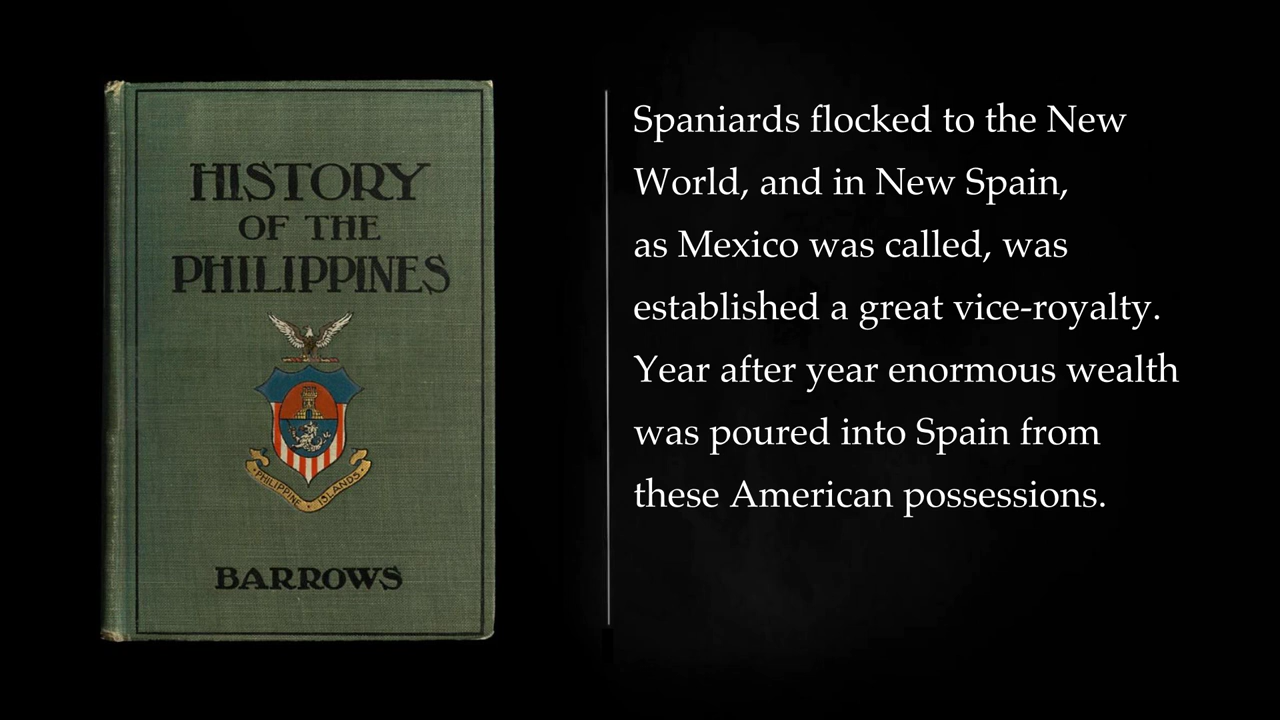 HISTORY
OF THE
PHILIPPINES
PHILIPPINE ISLANDS
BARROWS
Spaniards flocked to the New
World, and in New Spain,
as Mexico was called, was
established a great vice-royalty.
Year after year enormous wealth
was poured into Spain from
these American possessions.